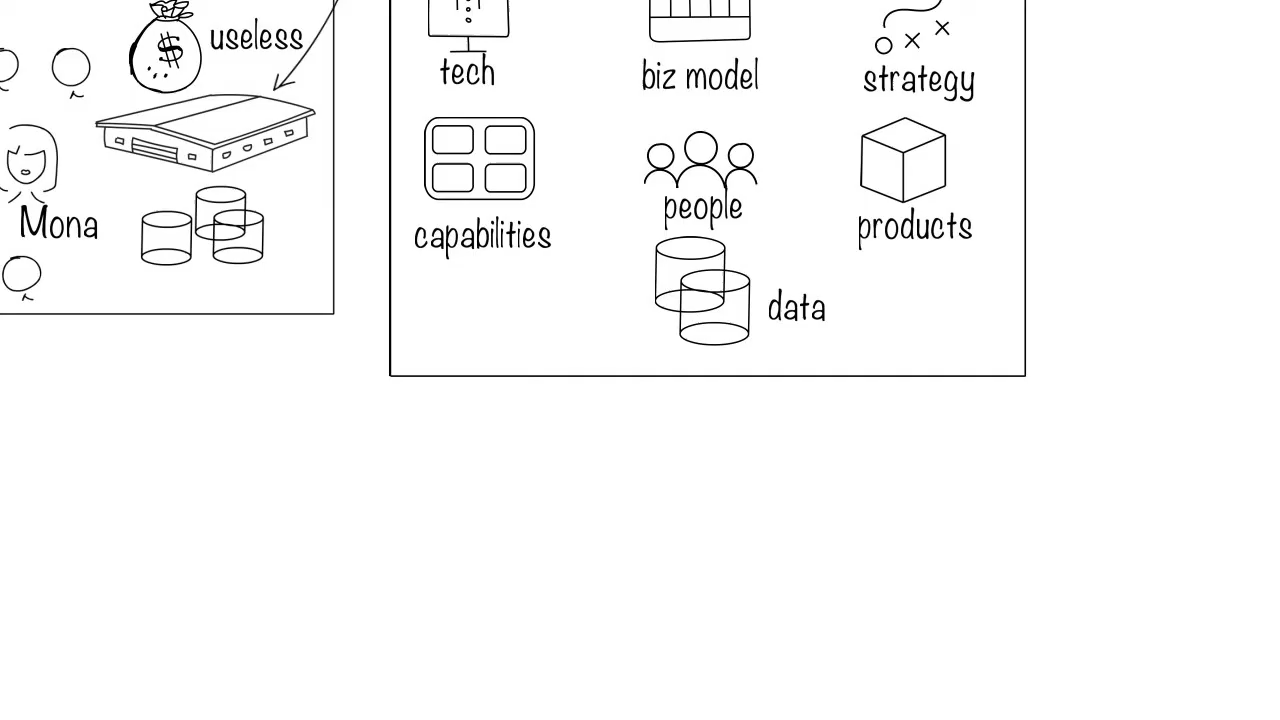 useless
Mona
tech
biz model
strategy
capabilities
people
products
data